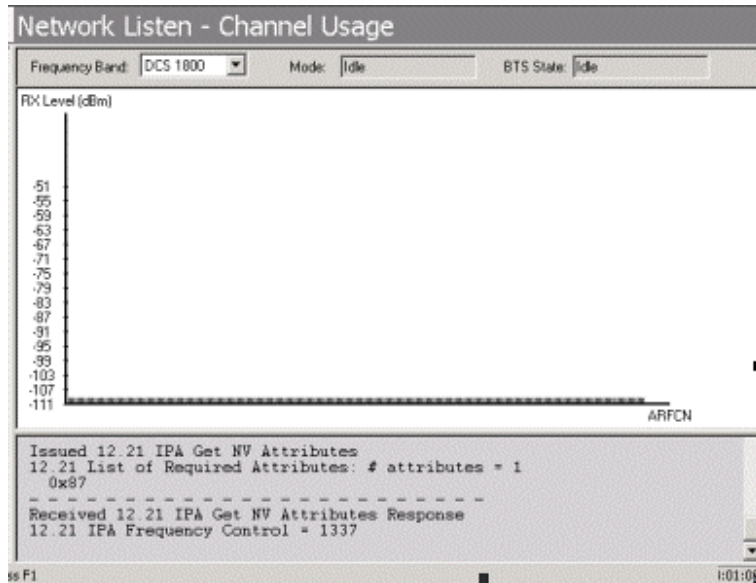 Network Listen - Channel Usage
Frequency Band: DCS 1800 Mode: Idle BTS State: Idle
RX Level (dBm)
-51
-55
-59
-63
-67
-71
-75
-79
-83
-87
-91
-95
-99
-103
-107
-111
ARFCN
Issued 12.21 IPA Get NV Attributes
12.21 List of Required Attributes: # attributes = 1
0x87
- - - - - - - - - - - - - - - - - - - - - - - - - -
Received 12.21 IPA Get NV Attributes Response
12.21 IPA Frequency Control = 1337
ss F1